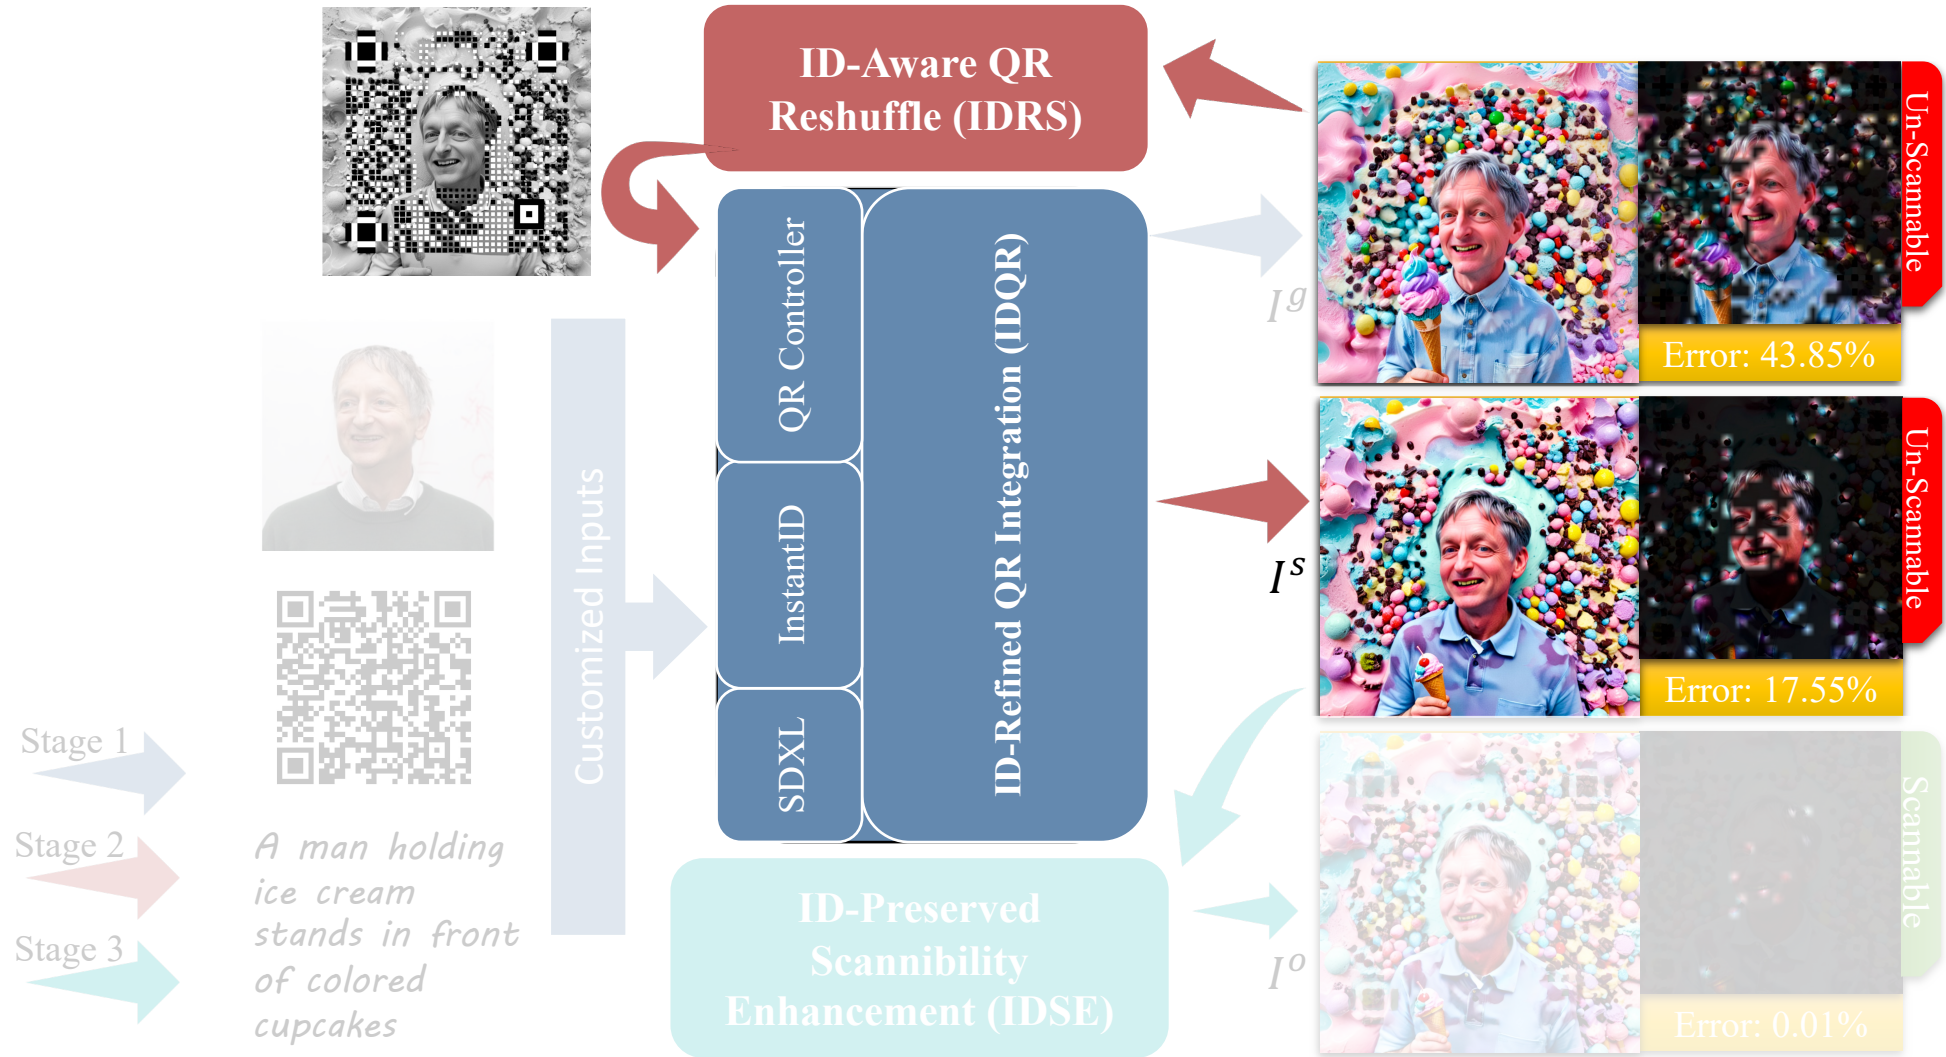 ID-Aware QR
Reshuffle (IDRS)
QR Controller
InstantID
SDXL
ID-Refined QR Integration (IDQR)
Customized Inputs
Stage 1
Stage 2
Stage 3
A man holding
ice cream
stands in front
of colored
cupcakes
ID-Preserved
Scannibility
Enhancement (IDSE)
I^g
Un-Scannable
Error: 43.85%
I^s
Un-Scannable
Error: 17.55%
I^o
Scannable
Error: 0.01%